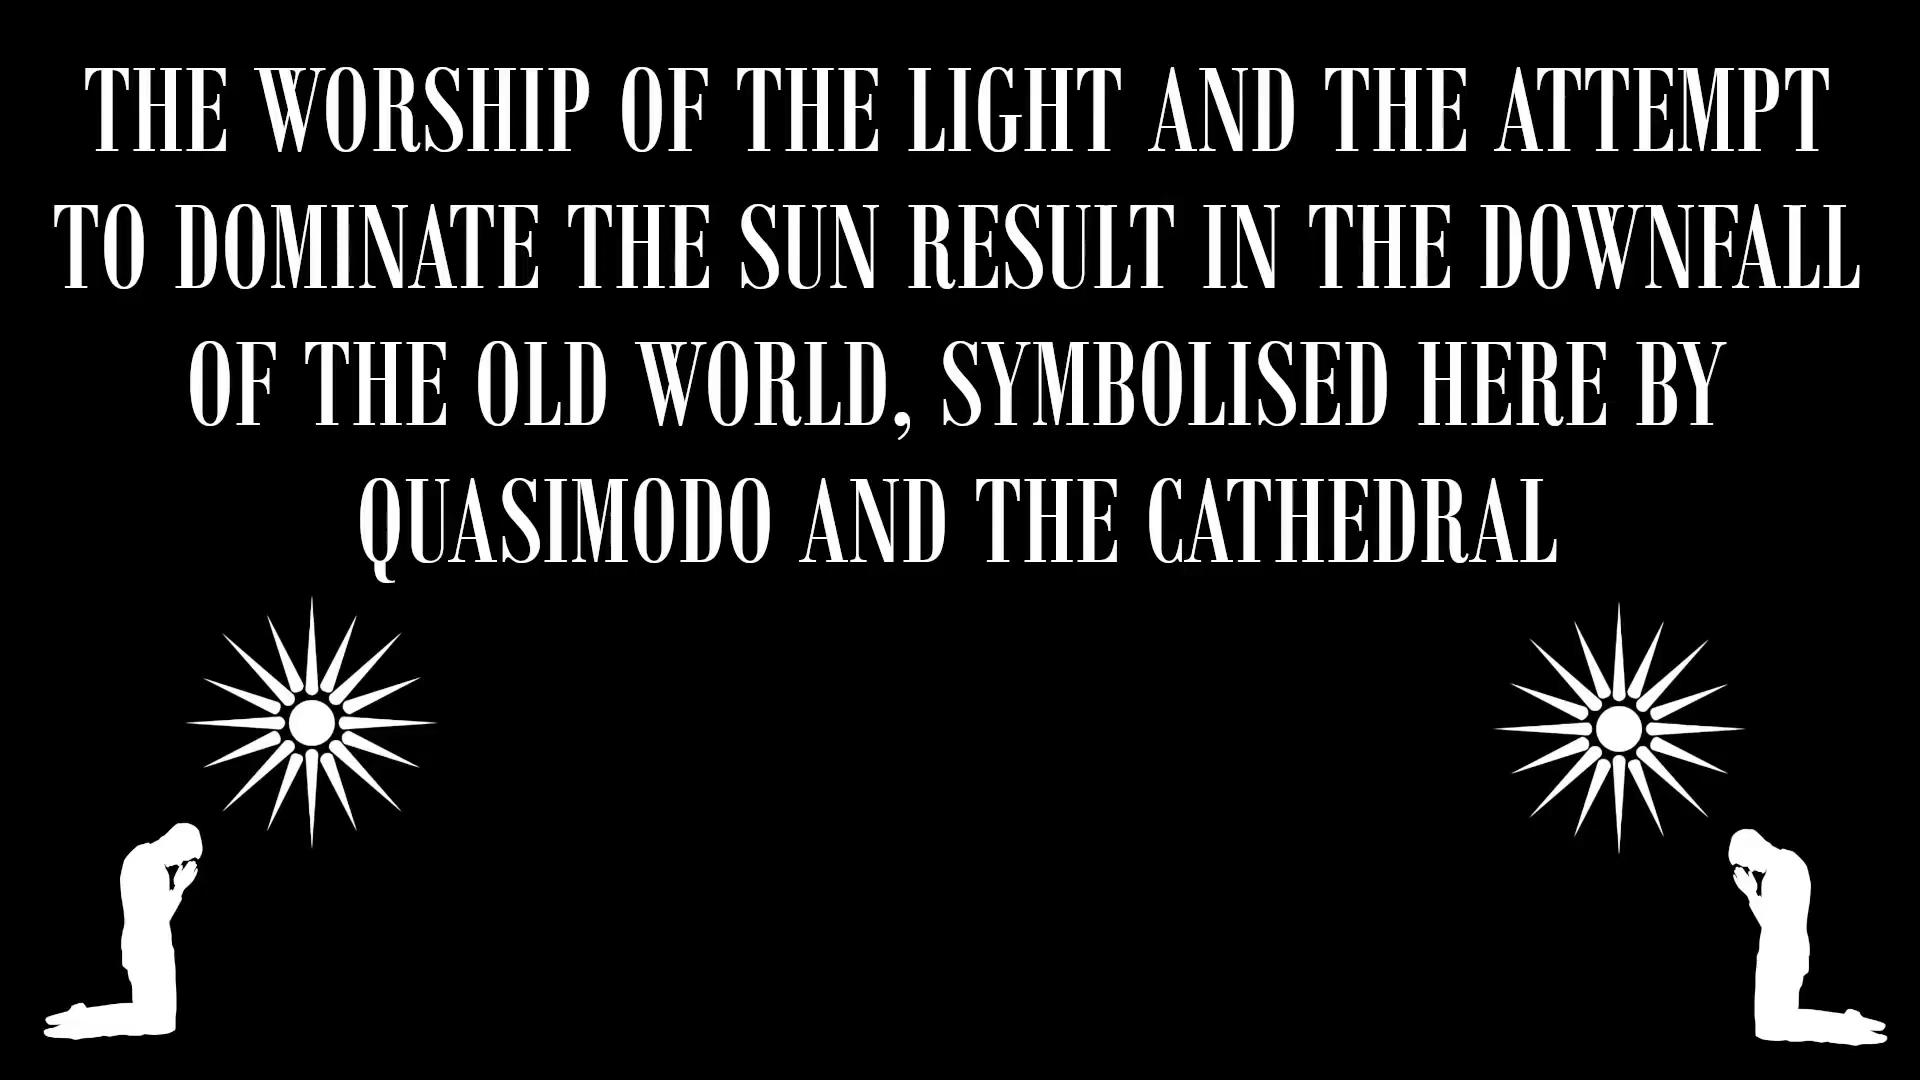 THE WORSHIP OF THE LIGHT AND THE ATTEMPT
TO DOMINATE THE SUN RESULT IN THE DOWNFALL
OF THE OLD WORLD, SYMBOLISED HERE BY
QUASIMODO AND THE CATHEDRAL